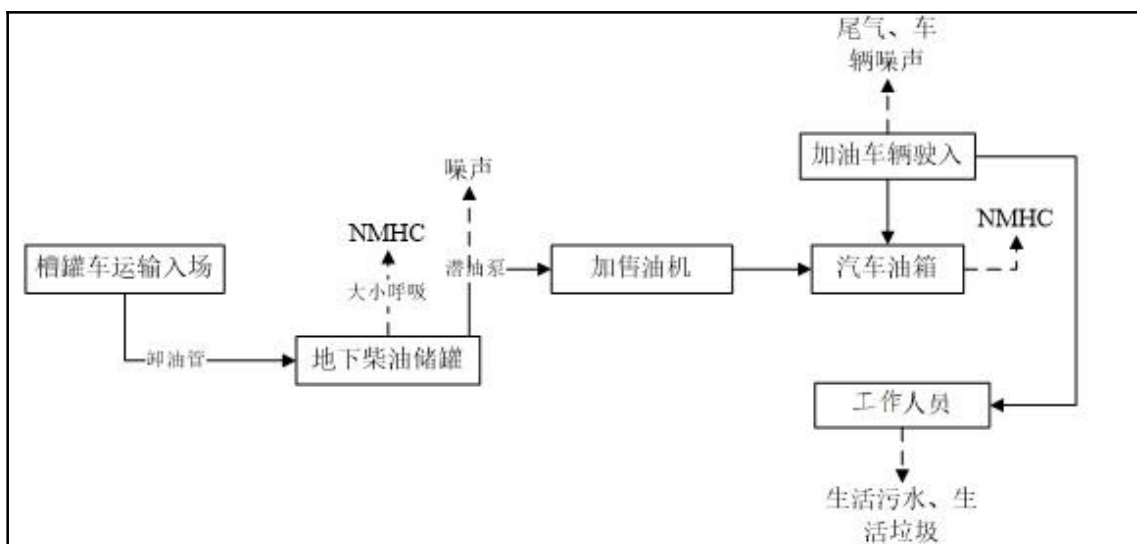 尾气、车
辆噪声
加油车辆驶入
噪声
NMHC
NMHC
槽罐车运输入场
大小呼吸
潜油泵
加售油机
汽车油箱
卸油管
地下柴油储罐
工作人员
生活污水、生
活垃圾